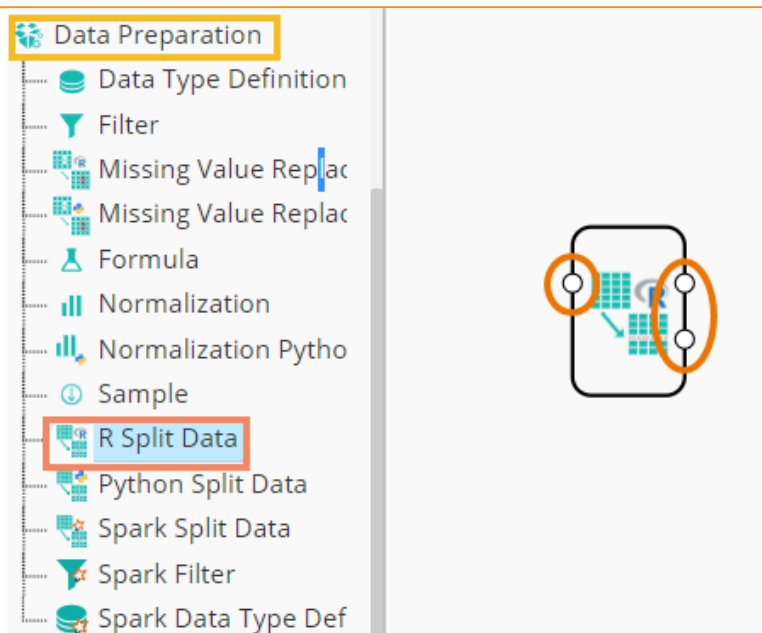 Data Preparation
Data Type Definition
Filter
Missing Value Replac
Missing Value Replac
Formula
Normalization
Normalization Pytho
Sample
R Split Data
Python Split Data
Spark Split Data
Spark Filter
Spark Data Type Def
R